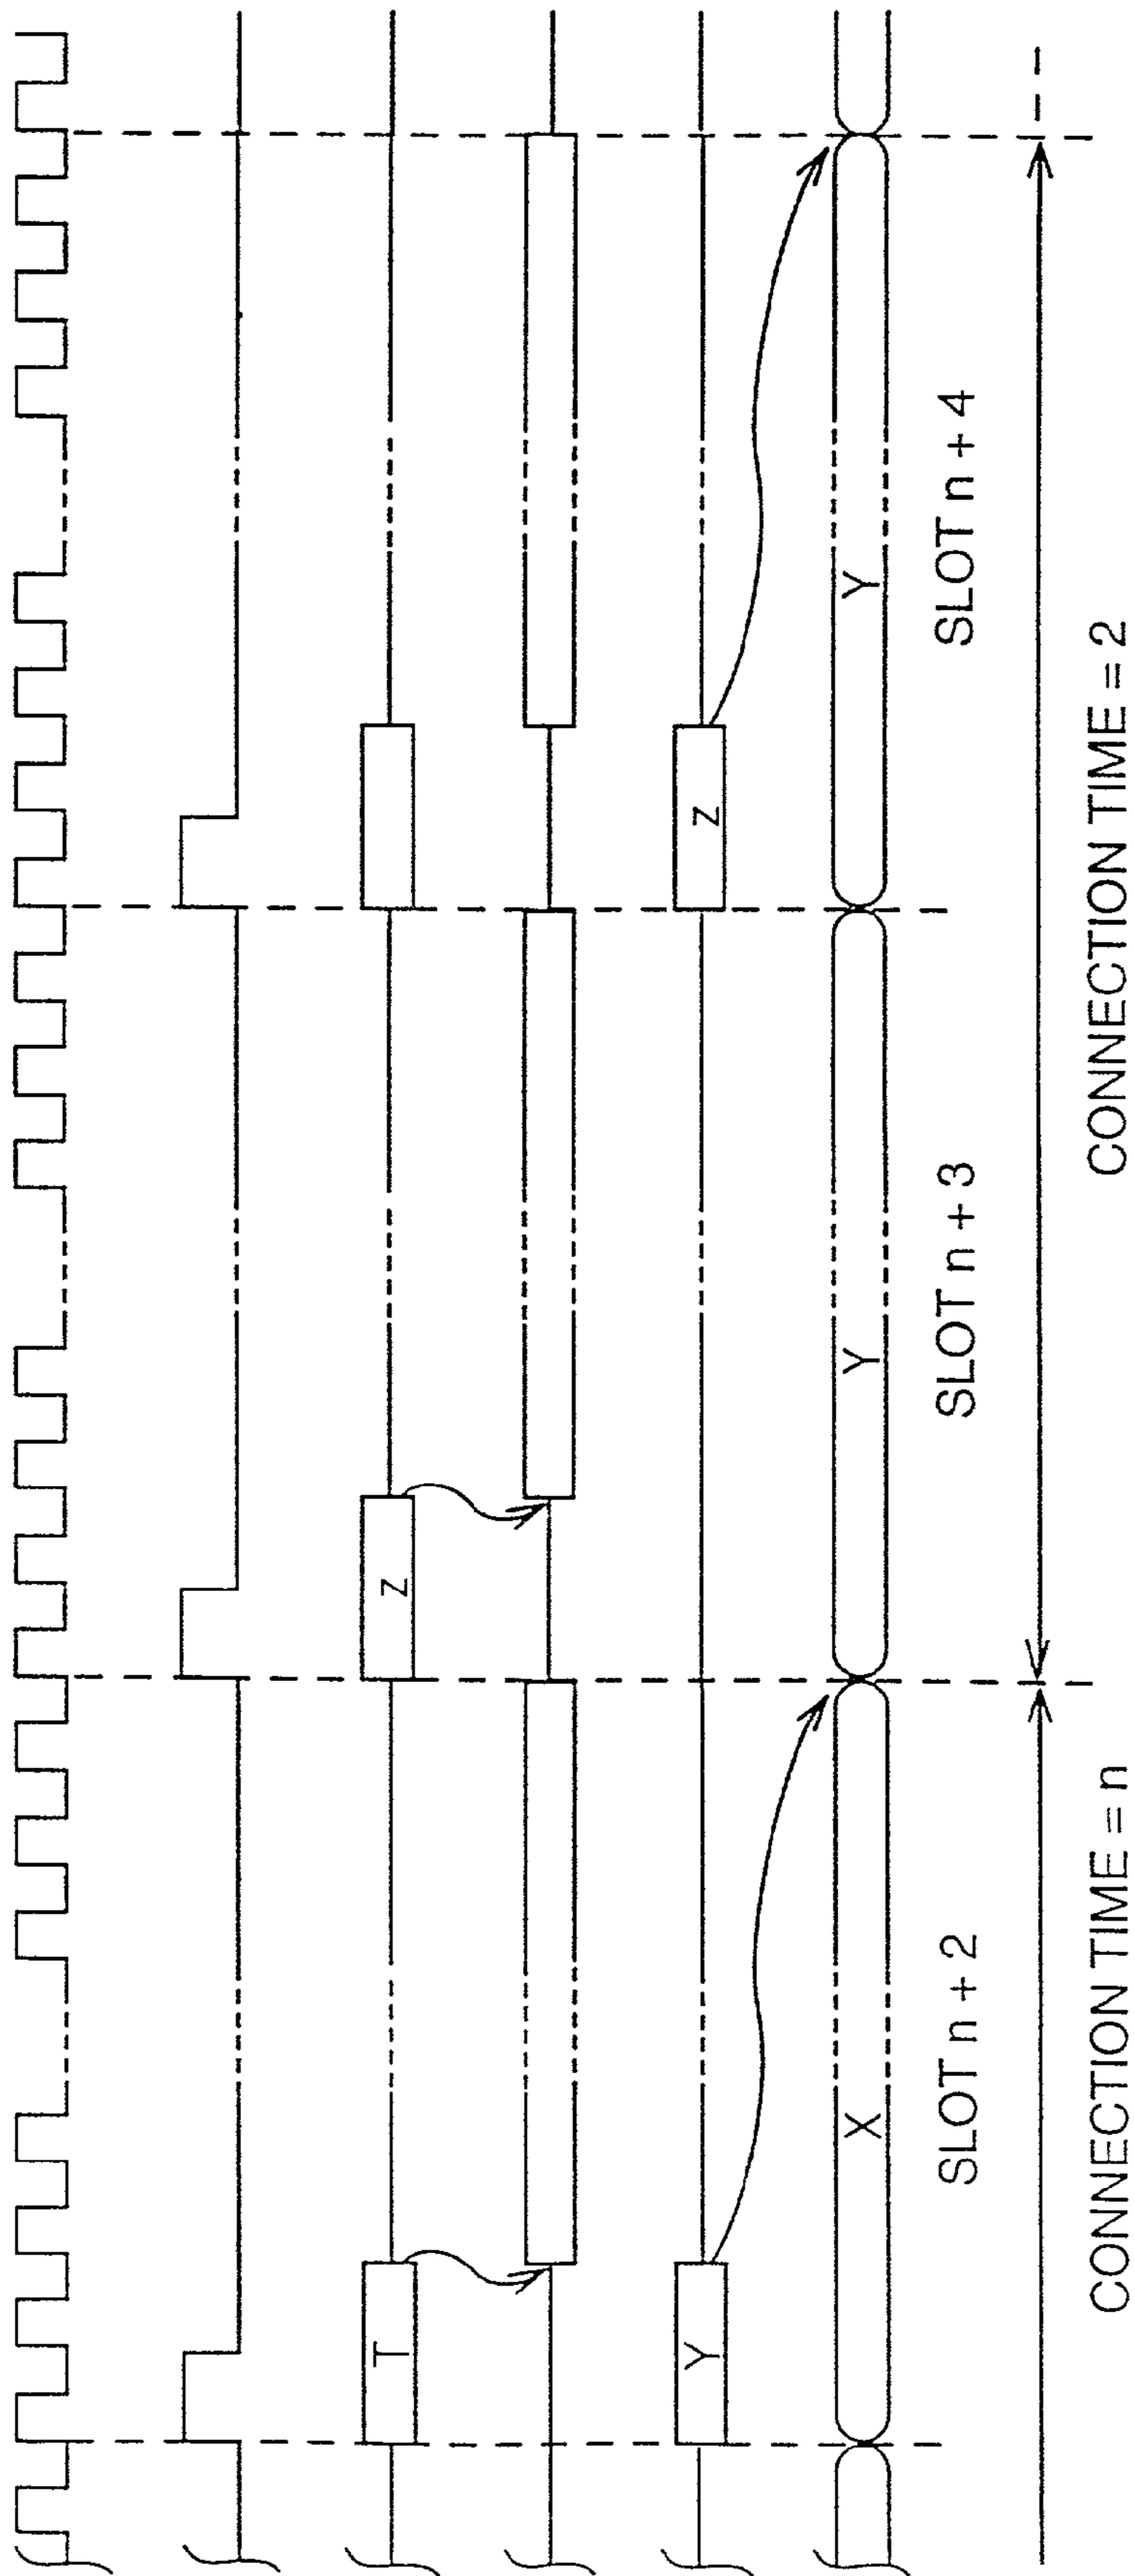 T Z
Y Z
X Y Y
SLOT n + 2 SLOT n + 3 SLOT n + 4
CONNECTION TIME = n CONNECTION TIME = 2